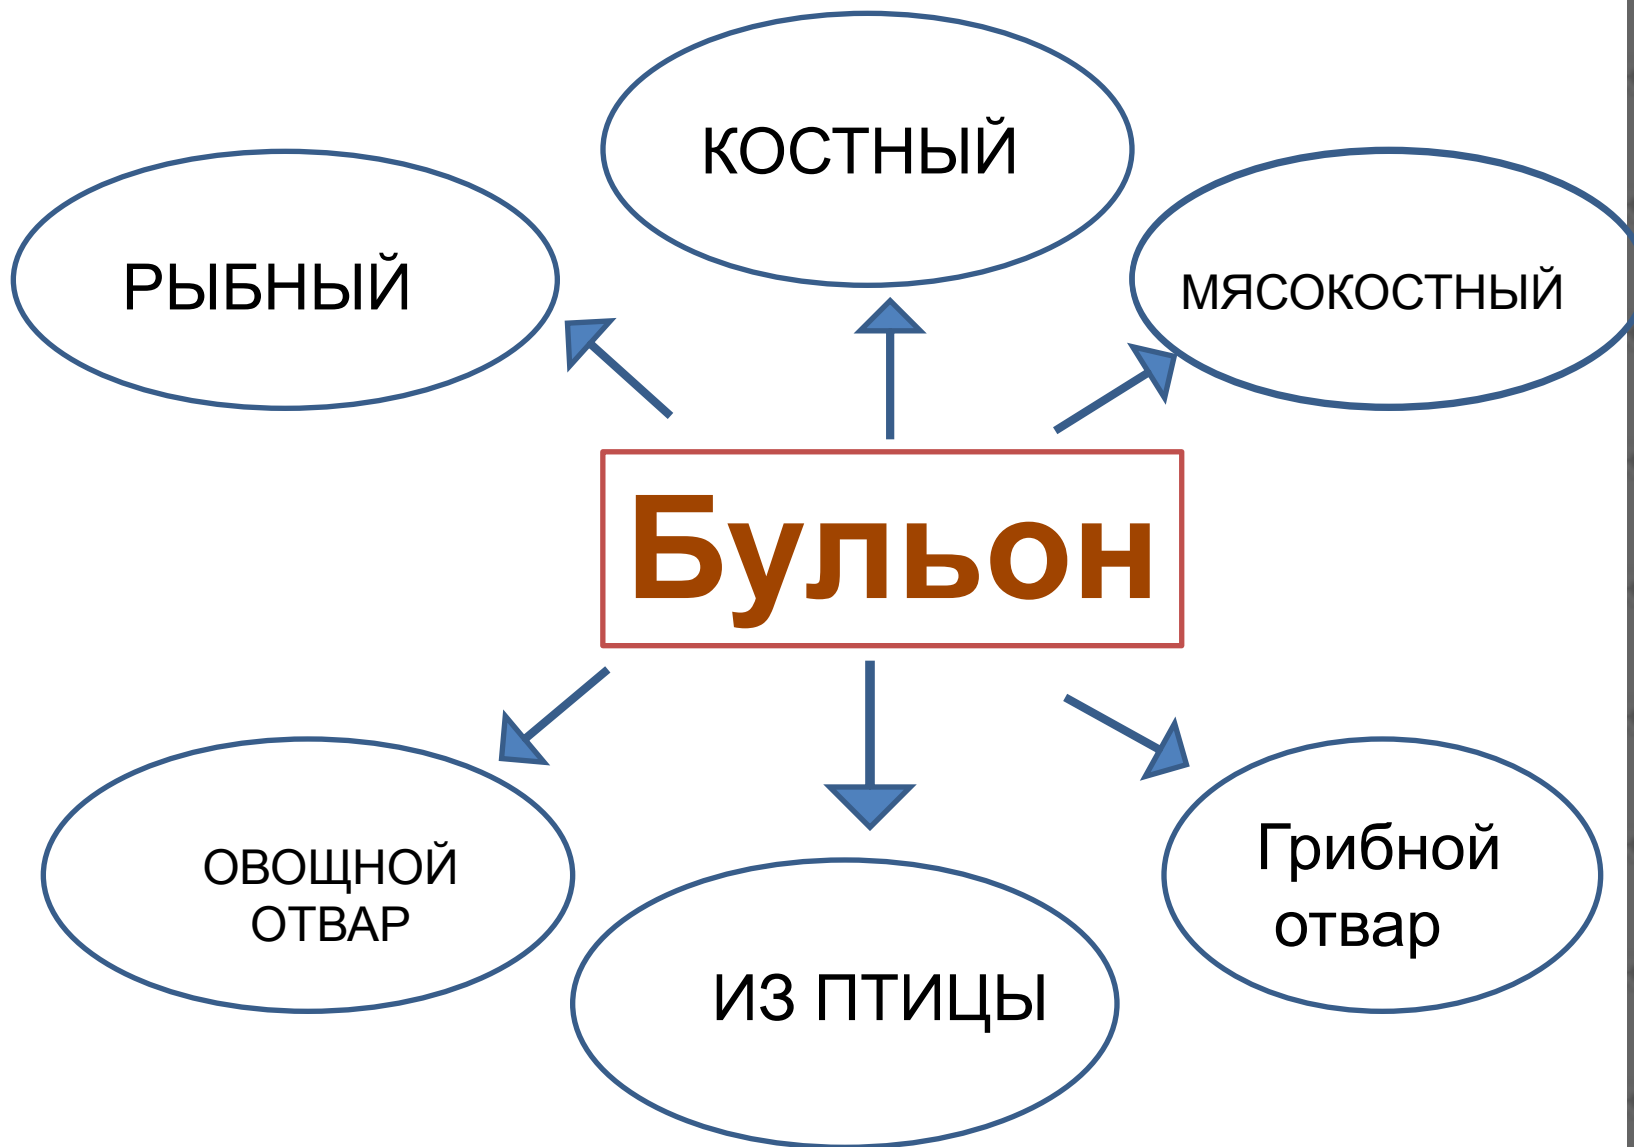 КОСТНЫЙ
РЫБНЫЙ
МЯСОКОСТНЫЙ
Бульон
ОВОЩНОЙ
ОТВАР
ИЗ ПТИЦЫ
Грибной
отвар